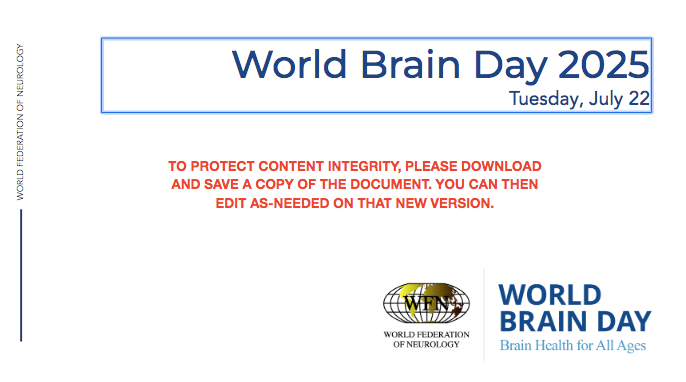 WORLD FEDERATION OF NEUROLOGY
World Brain Day 2025
Tuesday, July 22
TO PROTECT CONTENT INTEGRITY, PLEASE DOWNLOAD
AND SAVE A COPY OF THE DOCUMENT. YOU CAN THEN
EDIT AS-NEEDED ON THAT NEW VERSION.
WFN
WORLD FEDERATION
OF NEUROLOGY
WORLD
BRAIN DAY
Brain Health for All Ages